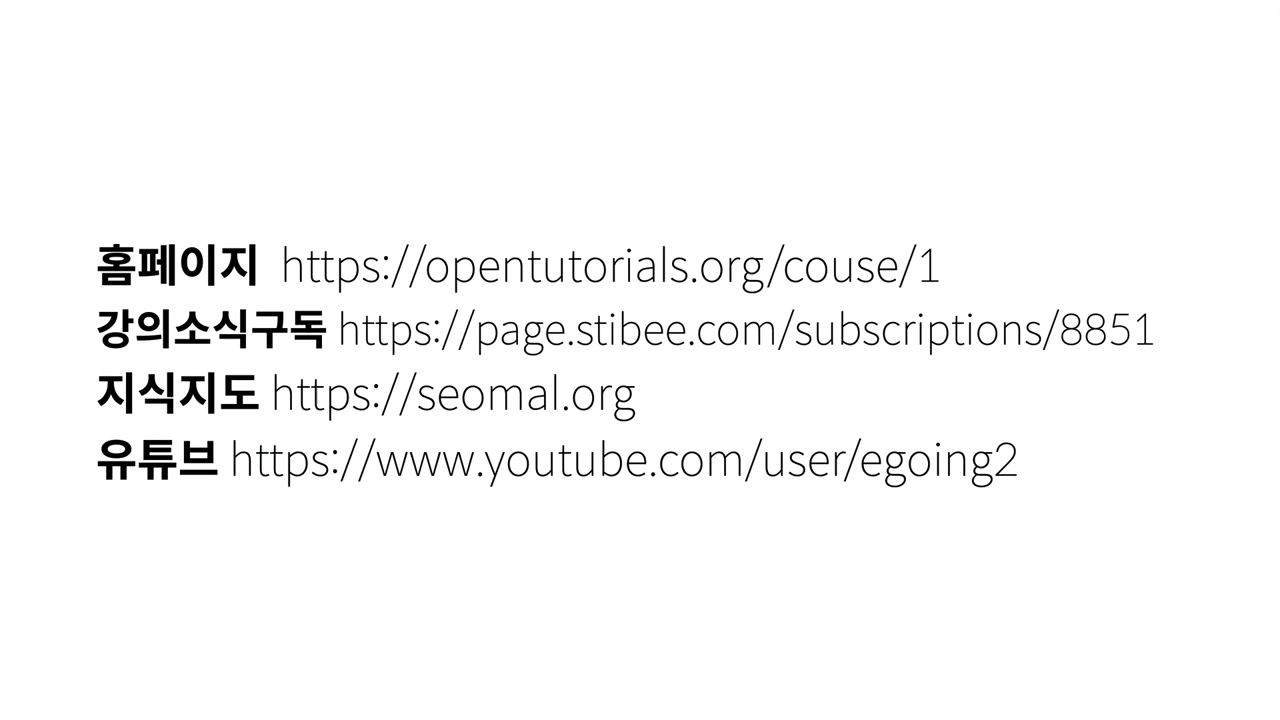 홈페이지 https://opentutorials.org/couse/1
강의소식구독 https://page.stibee.com/subscriptions/8851
지식지도 https://seomal.org
유튜브 https://www.youtube.com/user/egoing2